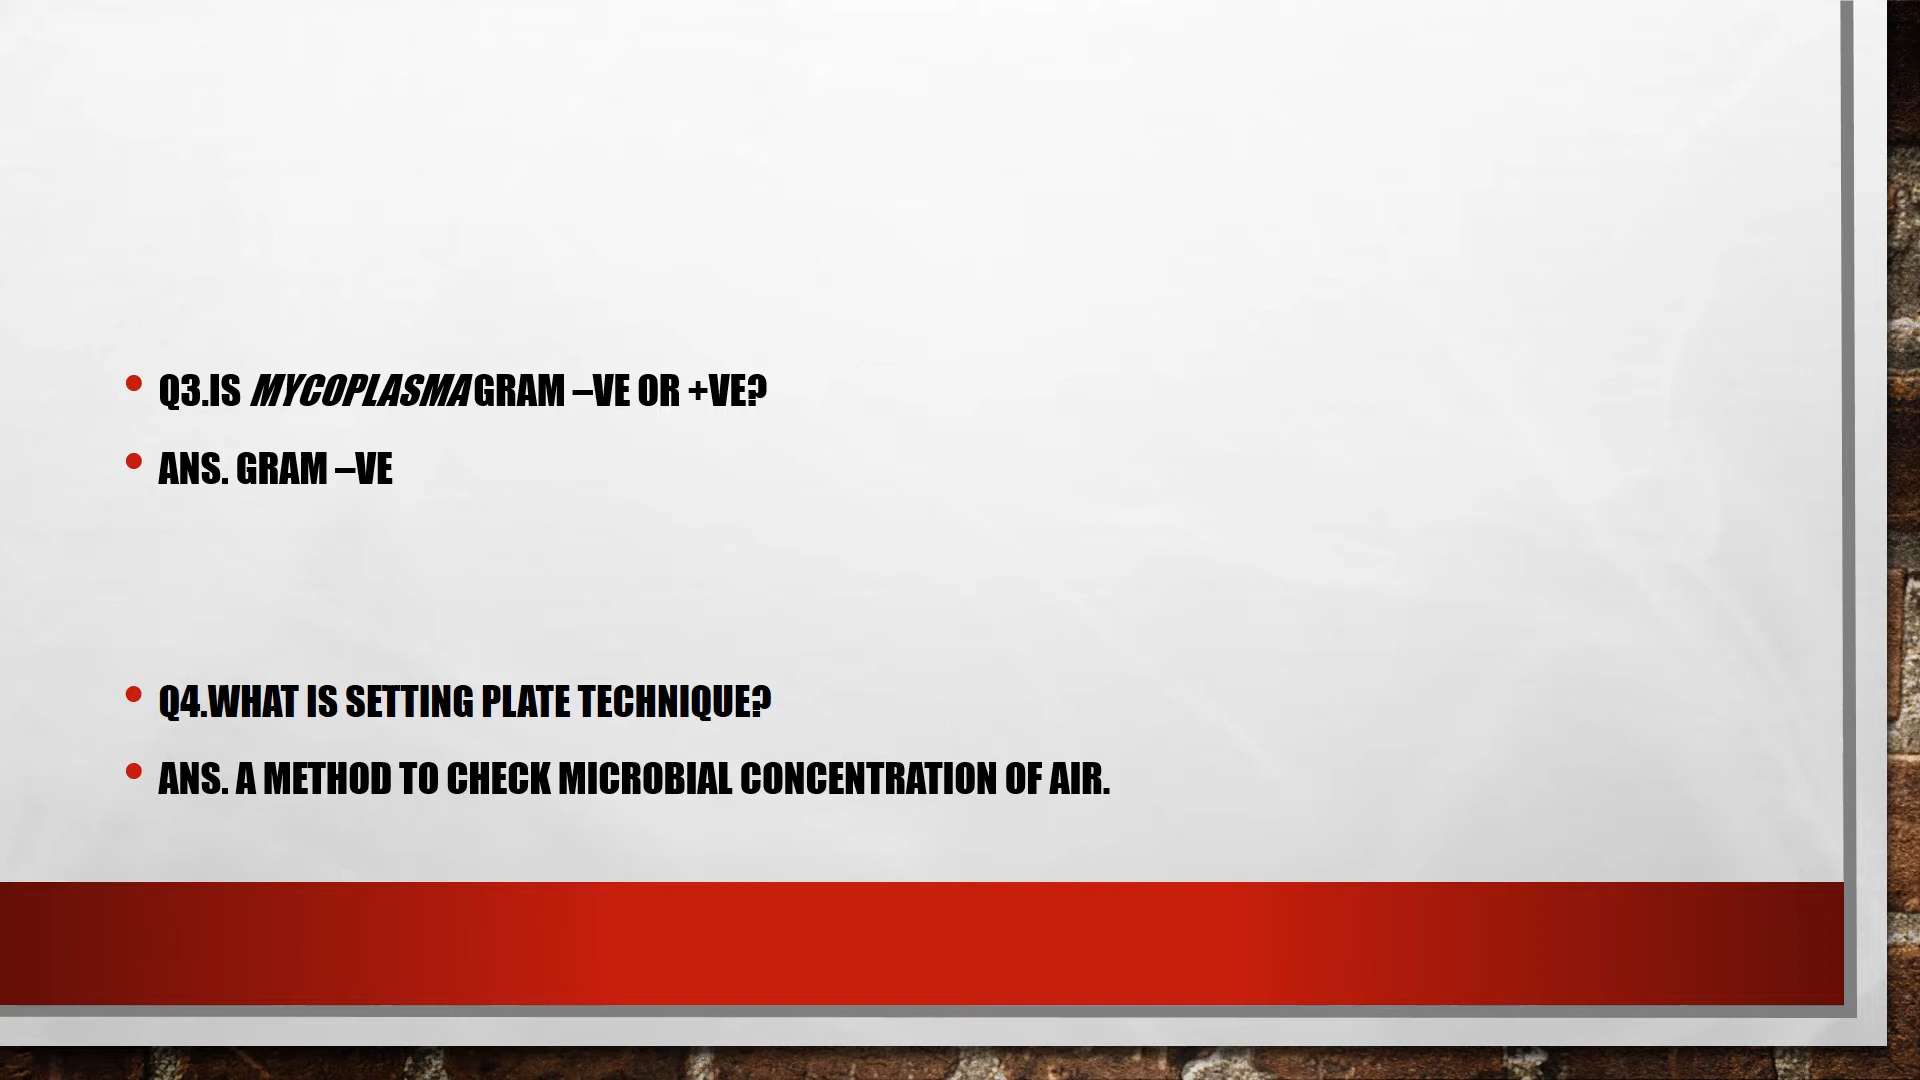 Q3.IS MYCOPLASMA GRAM –VE OR +VE?
ANS. GRAM –VE
Q4.WHAT IS SETTING PLATE TECHNIQUE?
ANS. A METHOD TO CHECK MICROBIAL CONCENTRATION OF AIR.